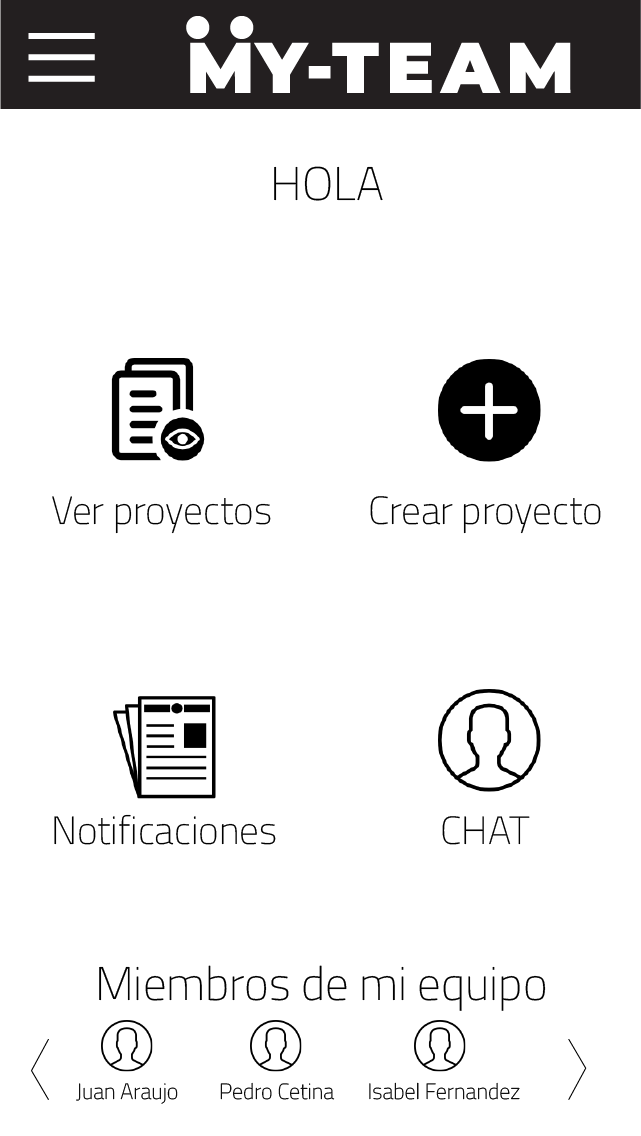 MY-TEAM
HOLA
Ver proyectos
Crear proyecto
Notificaciones
CHAT
Miembros de mi equipo
Juan Araujo
Pedro Cetina
Isabel Fernandez